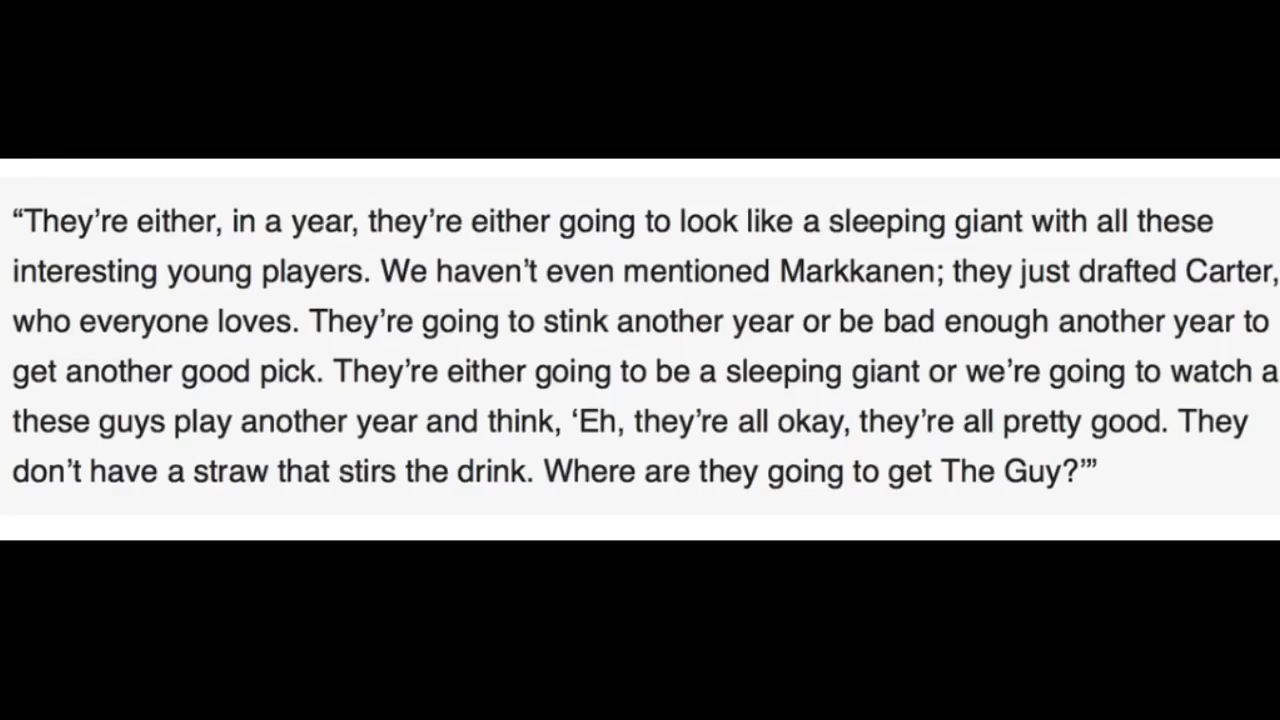 “They’re either, in a year, they’re either going to look like a sleeping giant with all these
interesting young players. We haven’t even mentioned Markkanen; they just drafted Carter,
who everyone loves. They’re going to stink another year or be bad enough another year to
get another good pick. They’re either going to be a sleeping giant or we’re going to watch a
these guys play another year and think, ‘Eh, they’re all okay, they’re all pretty good. They
don’t have a straw that stirs the drink. Where are they going to get The Guy?’”